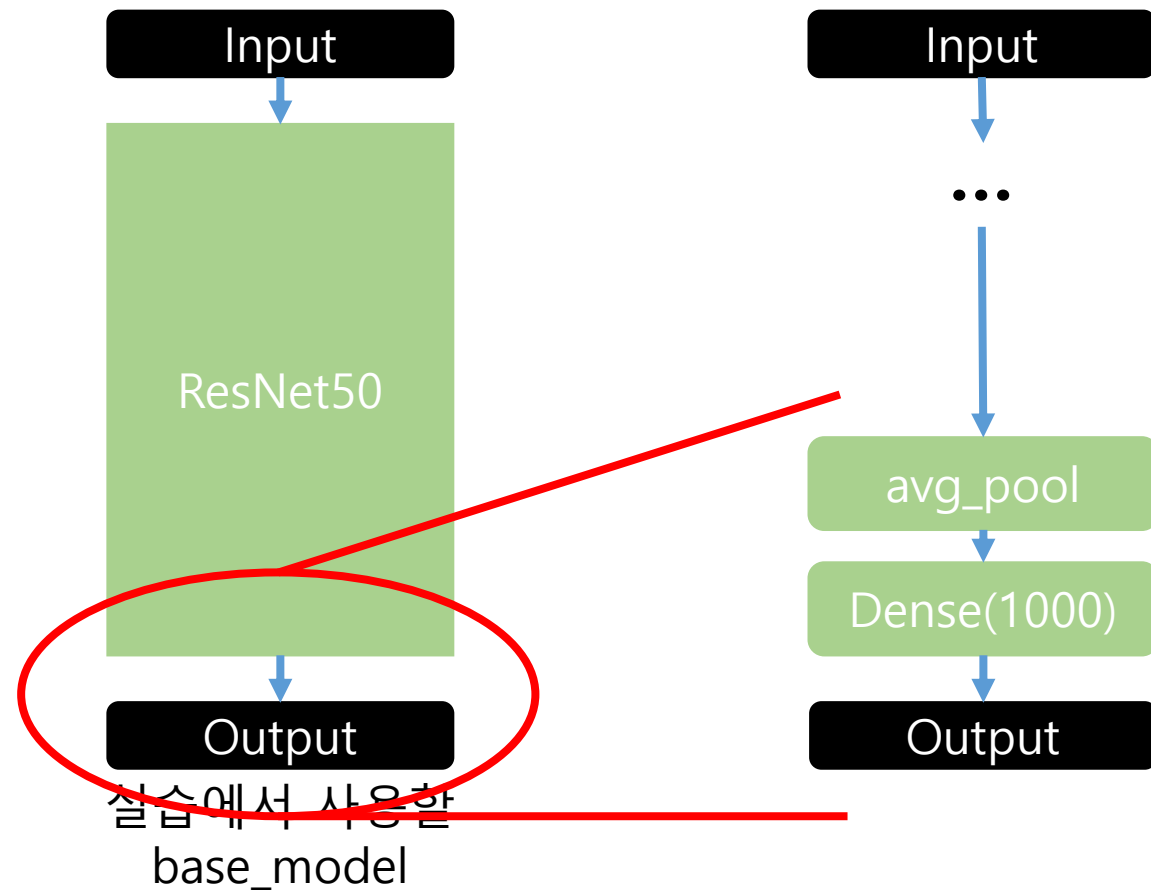 Input
ResNet50
Output
실습에서 사용할
base_model
Input
...
avg_pool
Dense(1000)
Output